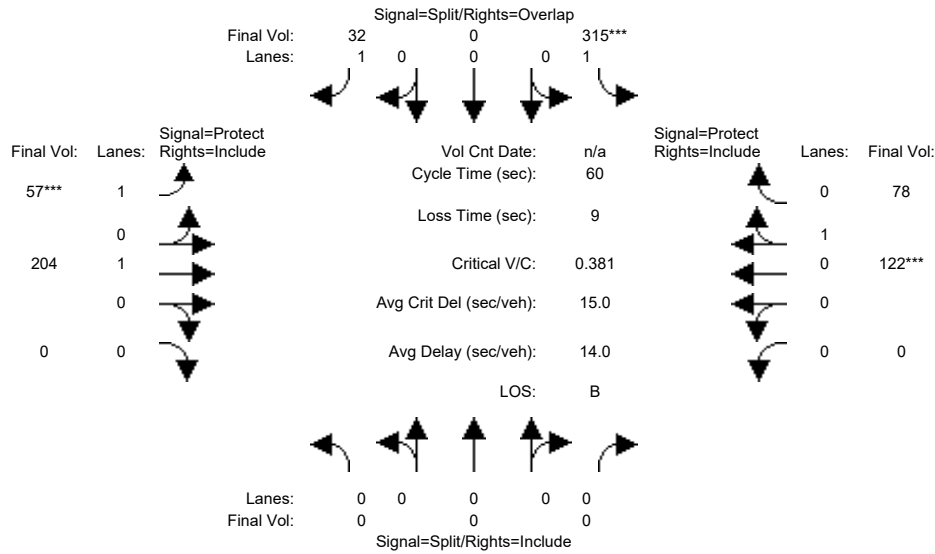 Signal=Split/Rights=Overlap
Final Vol: 32 0 315***
Lanes: 1 0 0 0 1
Signal=Protect
Final Vol: Lanes: Rights=Include
Vol Cnt Date: n/a
Signal=Protect
Rights=Include Lanes: Final Vol:
Cycle Time (sec): 60
57*** 1
0 78
Loss Time (sec): 9
0
1
204 1
Critical V/C: 0.381
0 122***
0
Avg Crit Del (sec/veh): 15.0
0
0 0
Avg Delay (sec/veh): 14.0
0 0
LOS: B
Lanes: 0 0 0 0 0
Final Vol: 0 0 0
Signal=Split/Rights=Include